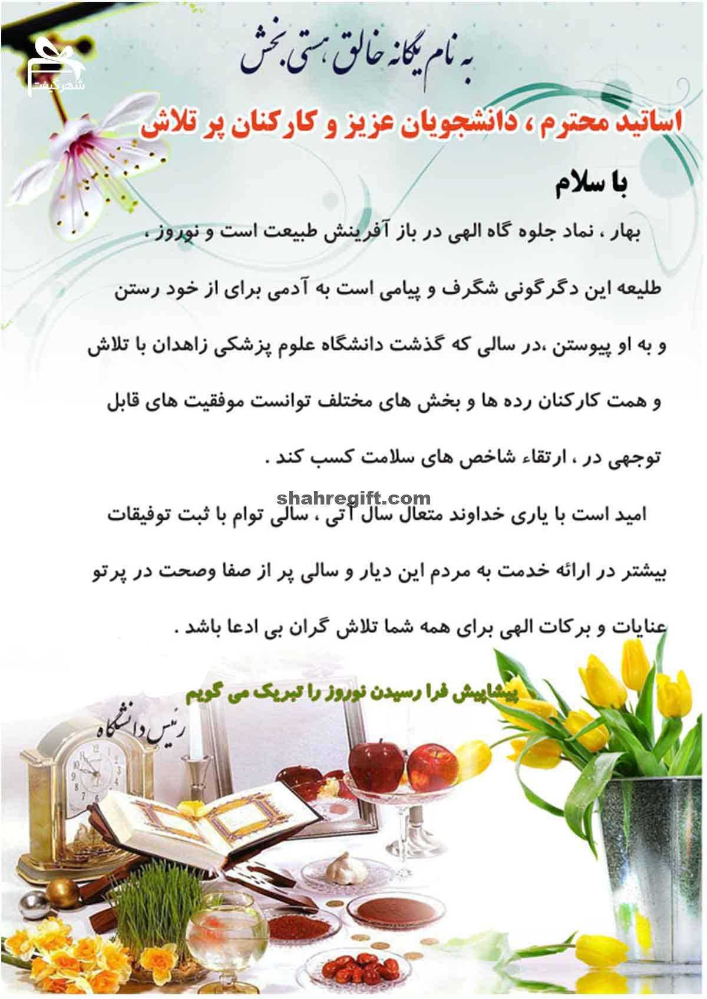 به نام یگانه خالق هستی بخش
شهر گیفت
اساتید محترم ، دانشجویان عزیز و کارکنان پر تلاش
با سلام
بهار ، نماد جلوه گاه الهی در باز آفرینش طبیعت است و نوروز ،
طلیعه این دگرگونی شگرف و پیامی است به آدمی برای از خود رستن
و به او پیوستن ،در سالی که گذشت دانشگاه علوم پزشکی زاهدان با تلاش
و همت کارکنان رده ها و بخش های مختلف توانست موفقیت های قابل
توجهی در ، ارتقاء شاخص های سلامت کسب کند .
shahregift.com
امید است با یاری خداوند متعال سال آتی ، سالی توام با ثبت توفیقات
بیشتر در ارائه خدمت به مردم این دیار و سالی پر از صفا وصحت در پرتو
عنایات و برکات الهی برای همه شما تلاش گران بی ادعا باشد .
پیشاپیش فرا رسیدن نوروز را تبریک می گویم
رئیس دانشگاه